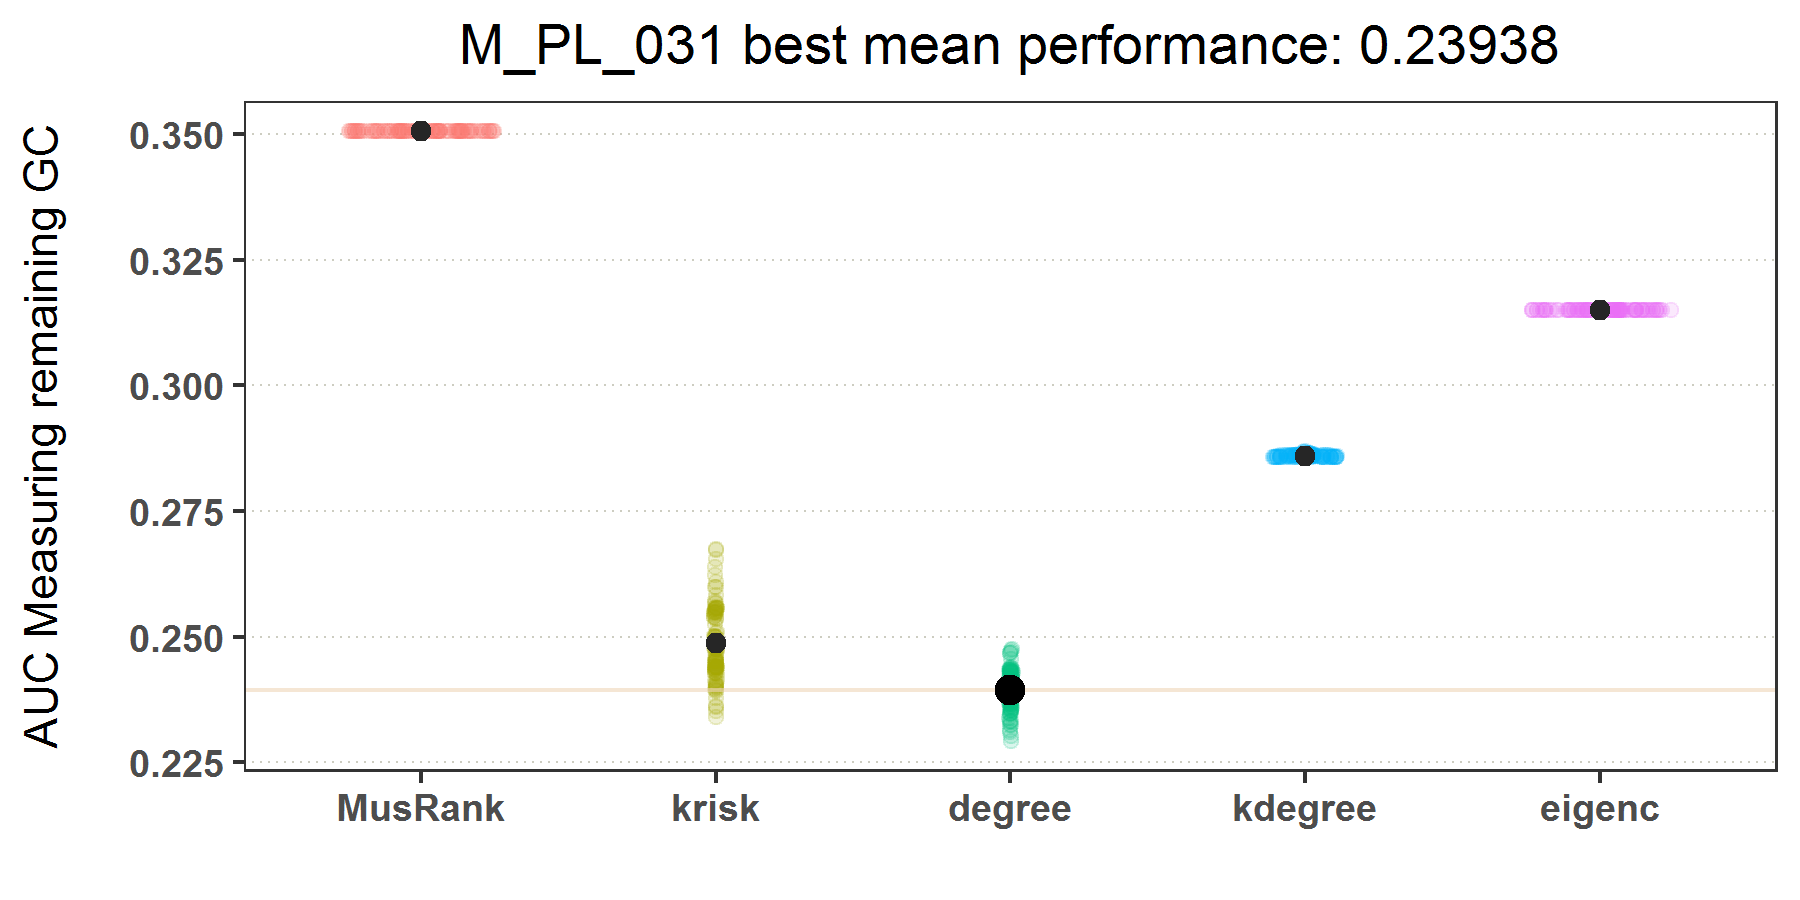 M_PL_031 best mean performance: 0.23938
AUC Measuring remaining GC
0.350
0.325
0.300
0.275
0.250
0.225
MusRank krisk degree kdegree eigenc